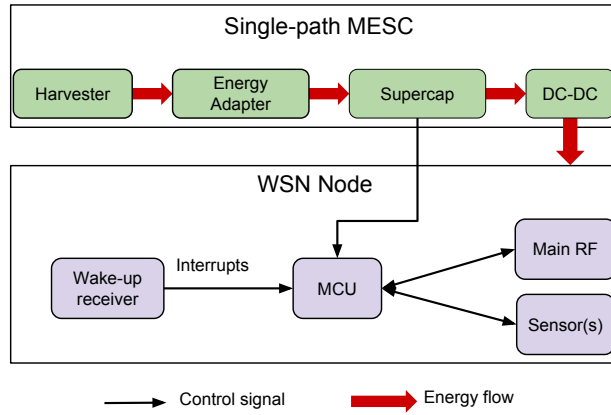 Single-path MESC
Harvester
Energy
Adapter
Supercap
DC-DC
WSN Node
Wake-up
receiver
Interrupts
MCU
Main RF
Sensor(s)
Control signal
Energy flow